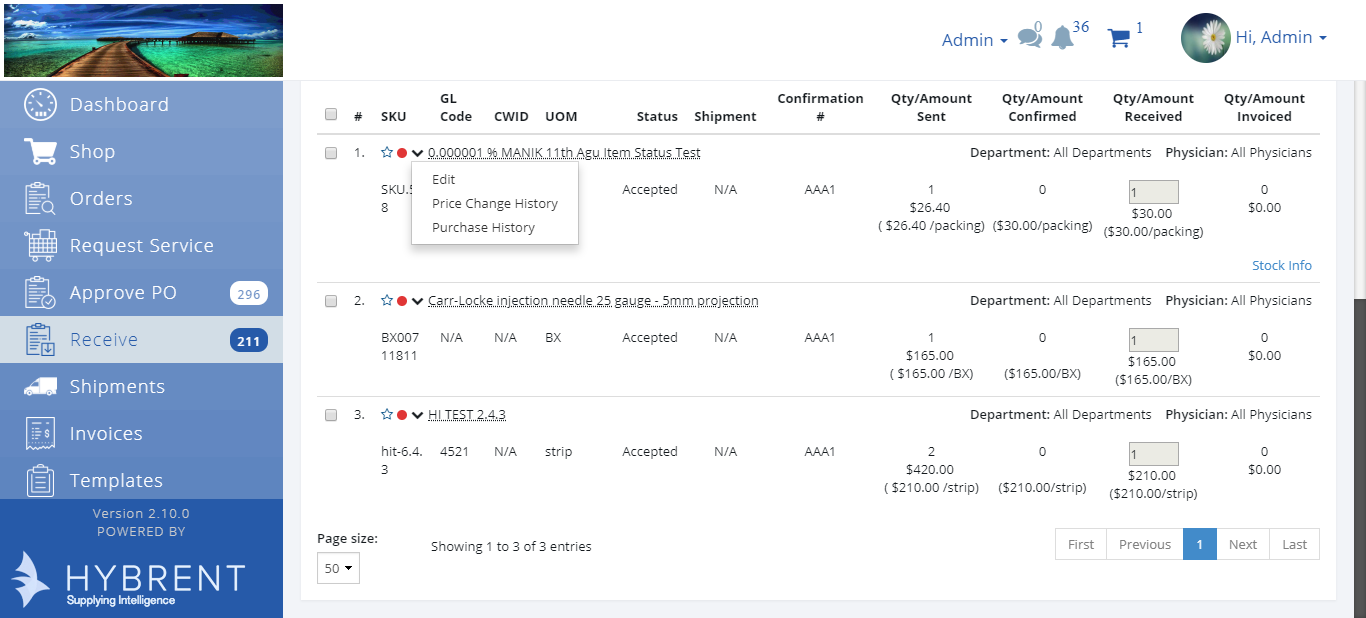 Admin
0
36
1
Hi, Admin
Dashboard
Shop
Orders
Request Service
Approve PO 296
Receive 211
Shipments
Invoices
Templates
Version 2.10.0
POWERED BY
HYBRENT
Supplying Intelligence
# SKU GL Code CWID UOM Status Shipment Confirmation # Qty/Amount Sent Qty/Amount Confirmed Qty/Amount Received Qty/Amount Invoiced
1. 0.000001 % MANIK 11th Agu Item Status Test Department: All Departments Physician: All Physicians
Edit
Price Change History
Purchase History
8 Accepted N/A AAA1 1 0 1 0
$26.40 $30.00 $0.00
( $26.40 /packing) ($30.00/packing) ($30.00/packing)
Stock Info
2. Carr-Locke injection needle 25 gauge - 5mm projection Department: All Departments Physician: All Physicians
BX007 N/A N/A BX Accepted N/A AAA1 1 0 1 0
11811 $165.00 $165.00 $0.00
( $165.00 /BX) ($165.00/BX) ($165.00/BX)
3. HI TEST 2.4.3 Department: All Departments Physician: All Physicians
hit-6.4. 4521 N/A strip Accepted N/A AAA1 2 0 1 0
3 $420.00 $210.00 $0.00
( $210.00 /strip) ($210.00/strip) ($210.00/strip)
Page size:
50
Showing 1 to 3 of 3 entries
First Previous 1 Next Last